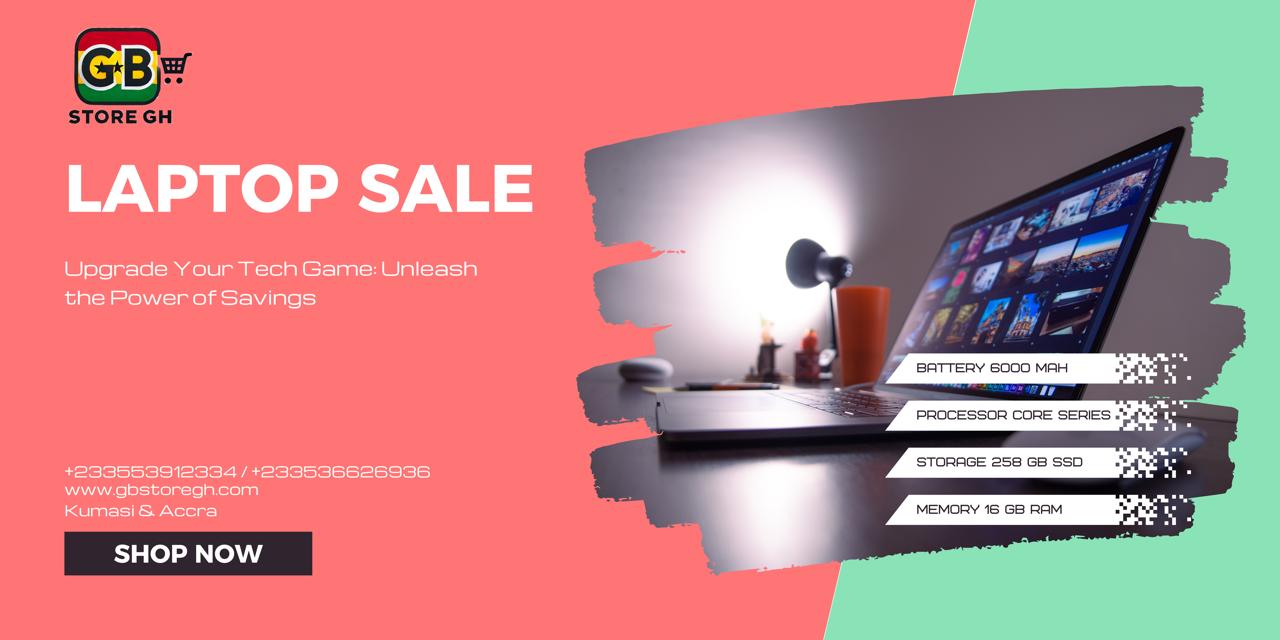 GB
STORE GH
LAPTOP SALE
Upgrade Your Tech Game: Unleash
the Power of Savings
+233553912334 / +233536626936
www.gbstoregh.com
Kumasi & Accra
SHOP NOW
BATTERY 6000 MAH
PROCESSOR CORE SERIES
STORAGE 258 GB SSD
MEMORY 16 GB RAM